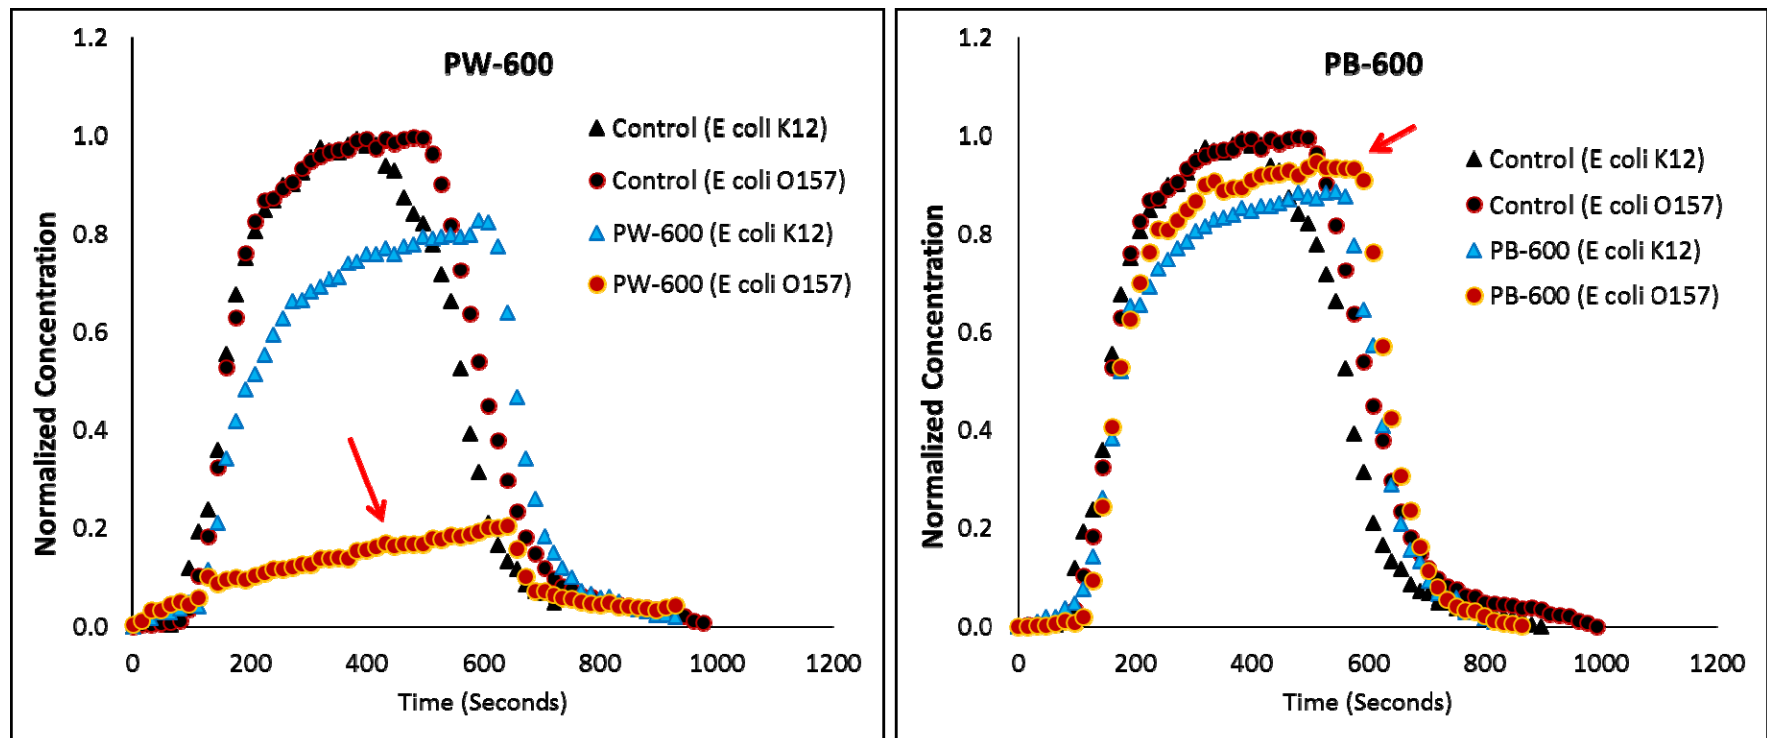 PW-600
1.2
1.0
0.8
0.6
0.4
0.2
0.0
Normalized Concentration
Control (E colI K12)
Control (E coli O157)
PW-600 (E coli K12)
PW-600 (E coli O157)
0 200 400 600 800 1000 1200
Time (Seconds)
PB-600
1.2
1.0
0.8
0.6
0.4
0.2
0.0
Normalized Concentration
Control (E coli K12)
Control (E coli O157)
PB-600 (E coli K12)
PB-600 (E coli O157)
0 200 400 600 800 1000 1200
Time (Seconds)